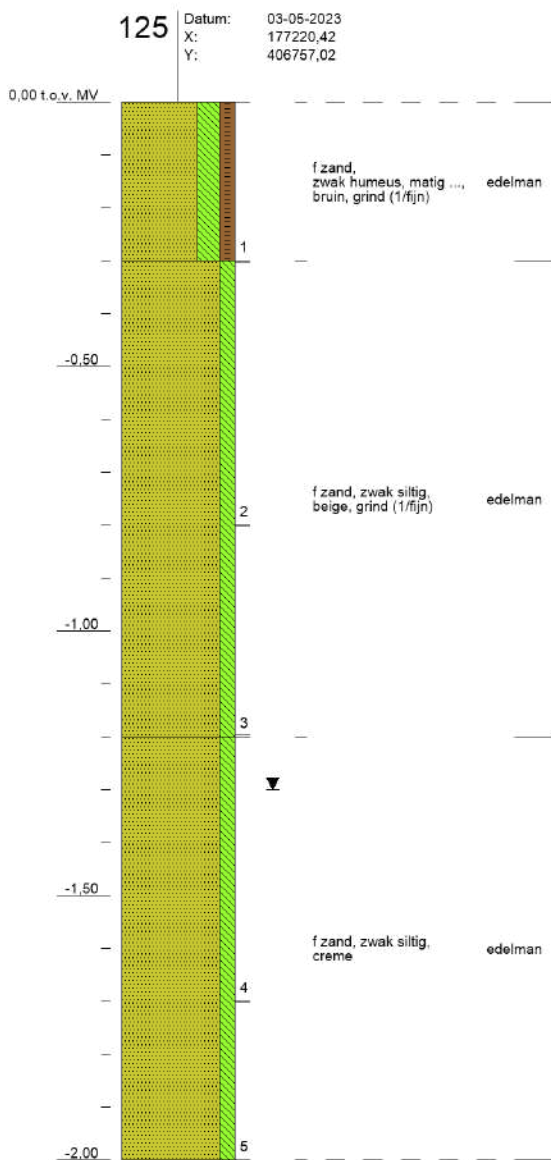 125
Datum: 03-05-2023
X: 177220,42
Y: 406757,02
0,00 t.o.v. MV
f zand,
zwak humeus, matig ...,
bruin, grind (1/fijn)
edelman
1
-0,50
f zand, zwak siltig,
beige, grind (1/fijn)
edelman
2
-1,00
3
-1,50
f zand, zwak siltig,
creme
edelman
4
-2,00
5